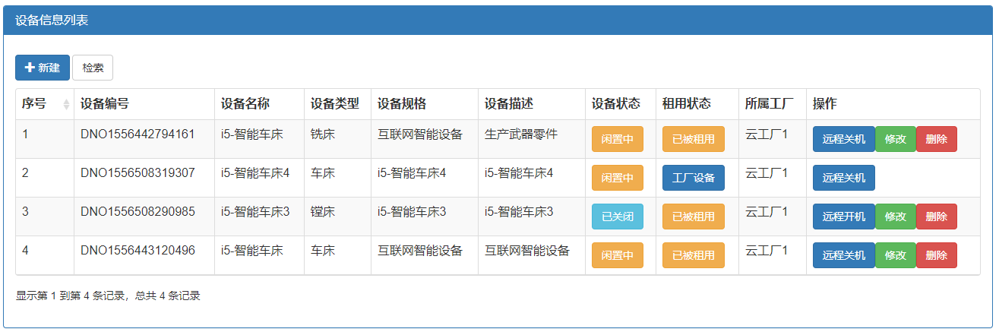 设备信息列表
新建 检索
序号 设备编号 设备名称 设备类型 设备规格 设备描述 设备状态 租用状态 所属工厂 操作
1 DNO1556442794161 i5-智能车床 铣床 互联网智能设备 生产武器零件 闲置中 已被租用 云工厂1 远程关机 修改 删除
2 DNO1556508319307 i5-智能车床4 车床 i5-智能车床4 i5-智能车床4 闲置中 工厂设备 云工厂1 远程关机
3 DNO1556508290985 i5-智能车床3 镗床 i5-智能车床3 i5-智能车床3 已关闭 已被租用 云工厂1 远程开机 修改 删除
4 DNO1556443120496 i5-智能车床 车床 互联网智能设备 互联网智能设备 闲置中 已被租用 云工厂1 远程关机 修改 删除
显示第 1 到第 4 条记录，总共 4 条记录